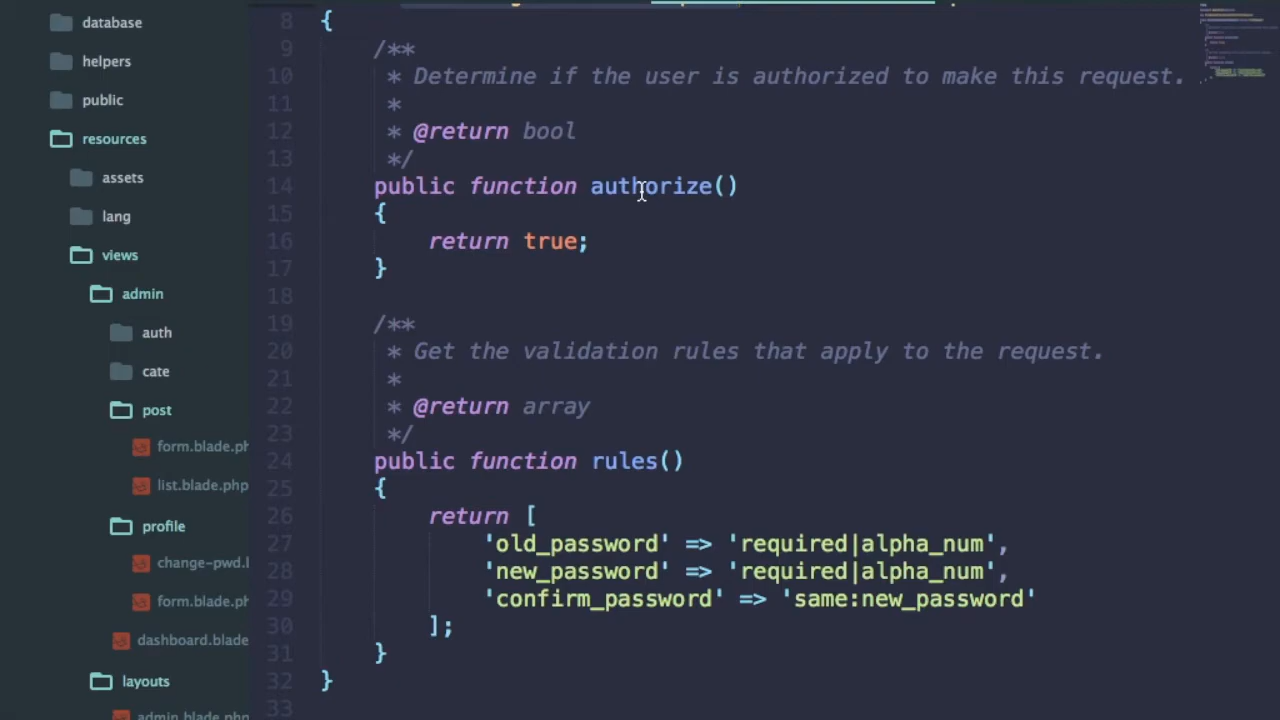 database
helpers
public
resources
assets
lang
views
admin
auth
cate
post
form.blade.ph
list.blade.php
profile
change-pwd.
form.blade.ph
dashboard.blade
layouts
admin.blade.php
8 {
9 /**
10 * Determine if the user is authorized to make this request.
11 *
12 * @return bool
13 */
14 public function authorize()
15 {
16 return true;
17 }
18
19 /**
20 * Get the validation rules that apply to the request.
21 *
22 * @return array
23 */
24 public function rules()
25 {
26 return [
27 'old_password' => 'required|alpha_num',
28 'new_password' => 'required|alpha_num',
29 'confirm_password' => 'same:new_password'
30 ];
31 }
32 }
33